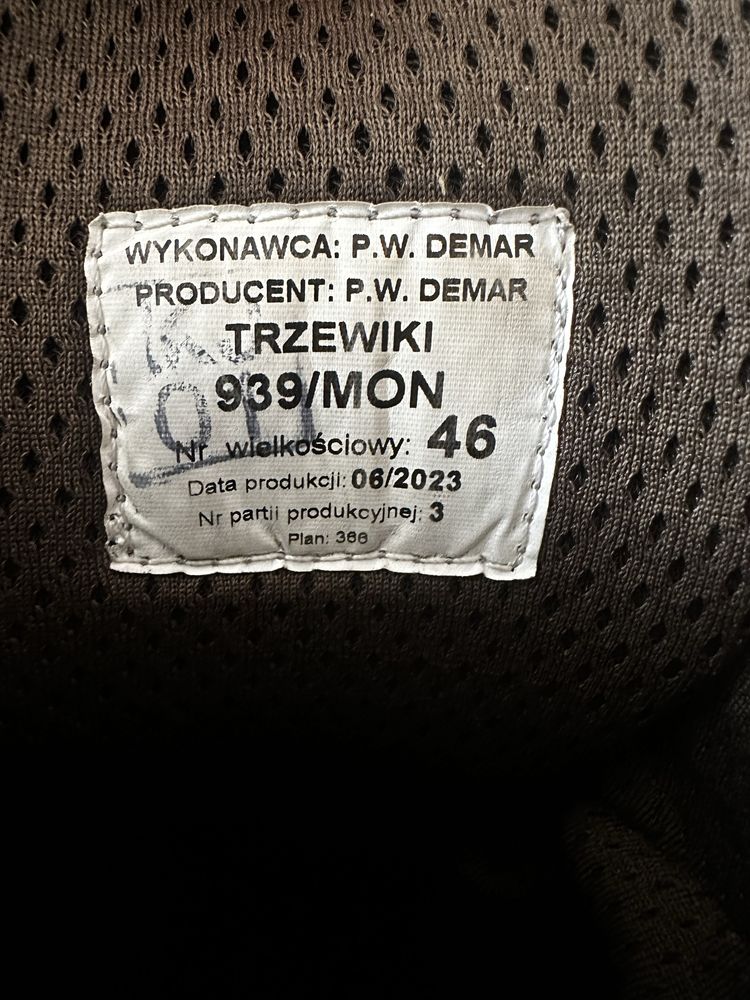 WYKONAWCA: P.W. DEMAR
PRODUCENT: P.W. DEMAR
TRZEWIKI
939/MON
Nr wielkościowy: 46
Data produkcji: 06/2023
Nr partii produkcyjnej: 3
Plan: 366